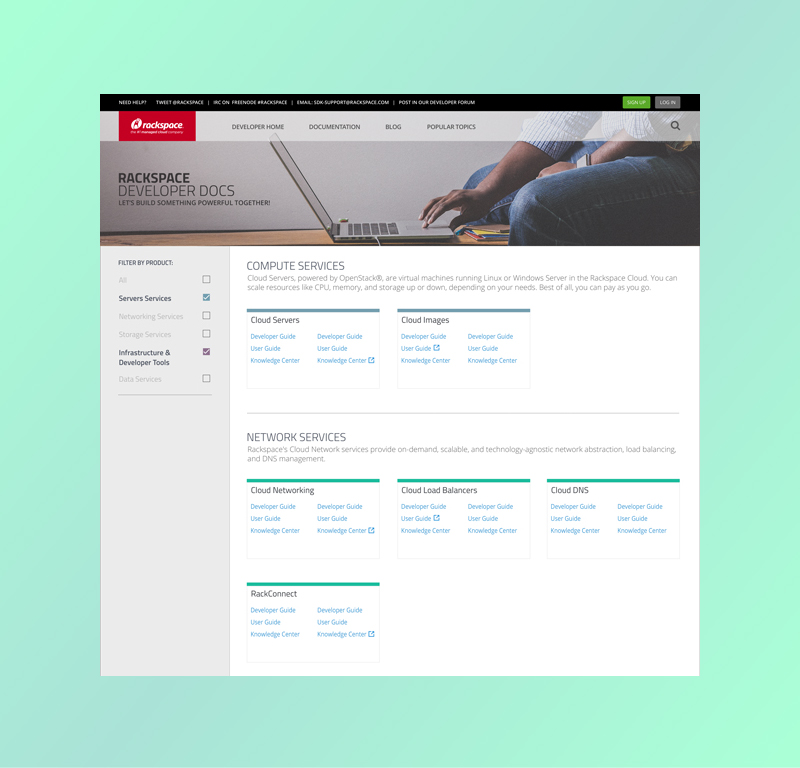 NEED HELP? TWEET @RACKSPACE | IRC ON FREENODE #RACKSPACE | EMAIL: SDK-SUPPORT@RACKSPACE.COM | POST IN OUR DEVELOPER FORUM SIGN UP LOG IN
rackspace.
the #1 managed cloud company
DEVELOPER HOME DOCUMENTATION BLOG POPULAR TOPICS
RACKSPACE
DEVELOPER DOCS
LET'S BUILD SOMETHING POWERFUL TOGETHER!
FILTER BY PRODUCT:
All
Servers Services
Networking Services
Storage Services
Infrastructure &
Developer Tools
Data Services
COMPUTE SERVICES
Cloud Servers, powered by OpenStack®, are virtual machines running Linux or Windows Server in the Rackspace Cloud. You can
scale resources like CPU, memory, and storage up or down, depending on your needs. Best of all, you can pay as you go.
Cloud Servers
Developer Guide Developer Guide
User Guide User Guide
Knowledge Center Knowledge Center
Cloud Images
Developer Guide Developer Guide
User Guide User Guide
Knowledge Center Knowledge Center
NETWORK SERVICES
Rackspace's Cloud Network services provide on-demand, scalable, and technology-agnostic network abstraction, load balancing,
and DNS management.
Cloud Networking
Developer Guide Developer Guide
User Guide User Guide
Knowledge Center Knowledge Center
Cloud Load Balancers
Developer Guide Developer Guide
User Guide User Guide
Knowledge Center Knowledge Center
Cloud DNS
Developer Guide Developer Guide
User Guide User Guide
Knowledge Center Knowledge Center
RackConnect
Developer Guide Developer Guide
User Guide User Guide
Knowledge Center Knowledge Center